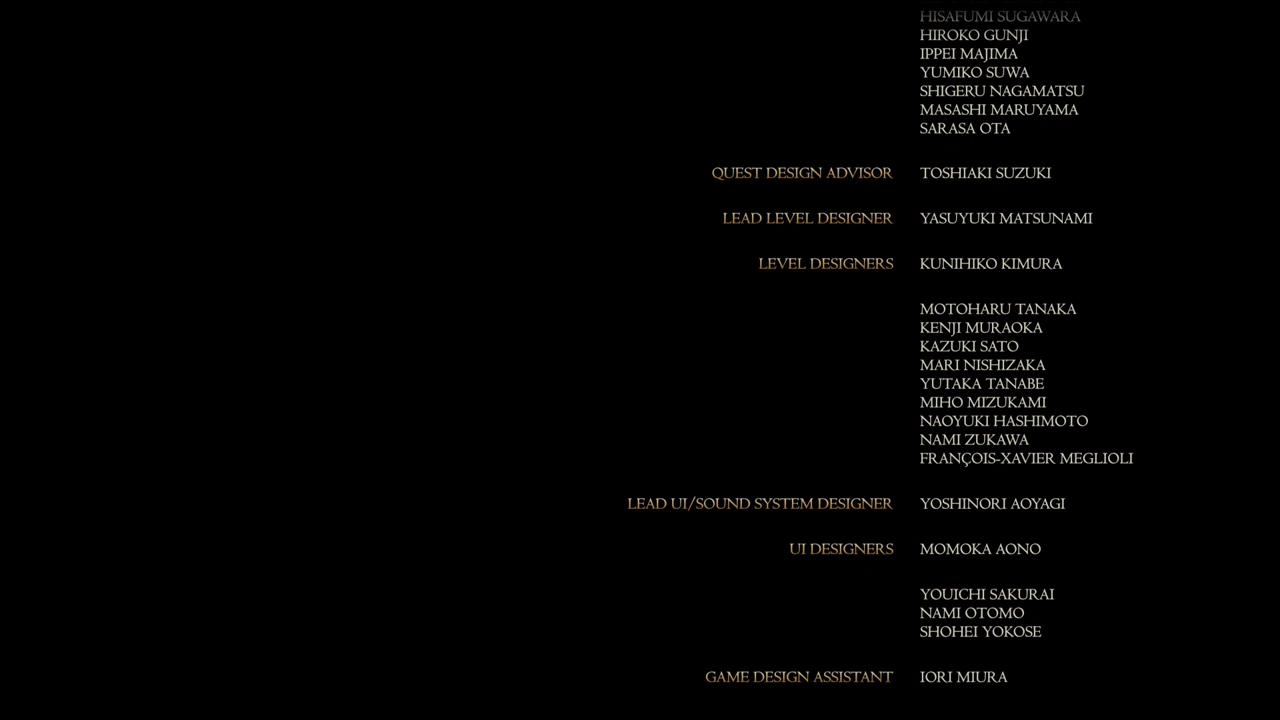 HISAFUMI SUGAWARA
HIROKO GUNJI
IPPEI MAJIMA
YUMIKO SUWA
SHIGERU NAGAMATSU
MASASHI MARUYAMA
SARASA OTA
QUEST DESIGN ADVISOR TOSHIAKI SUZUKI
LEAD LEVEL DESIGNER YASUYUKI MATSUNAMI
LEVEL DESIGNERS KUNIHIKO KIMURA
MOTOHARU TANAKA
KENJI MURAOKA
KAZUKI SATO
MARI NISHIZAKA
YUTAKA TANABE
MIHO MIZUKAMI
NAOYUKI HASHIMOTO
NAMI ZUKAWA
FRANÇOIS-XAVIER MEGLIOLI
LEAD UI/SOUND SYSTEM DESIGNER YOSHINORI AOYAGI
UI DESIGNERS MOMOKA AONO
YOUICHI SAKURAI
NAMI OTOMO
SHOHEI YOKOSE
GAME DESIGN ASSISTANT IORI MIURA